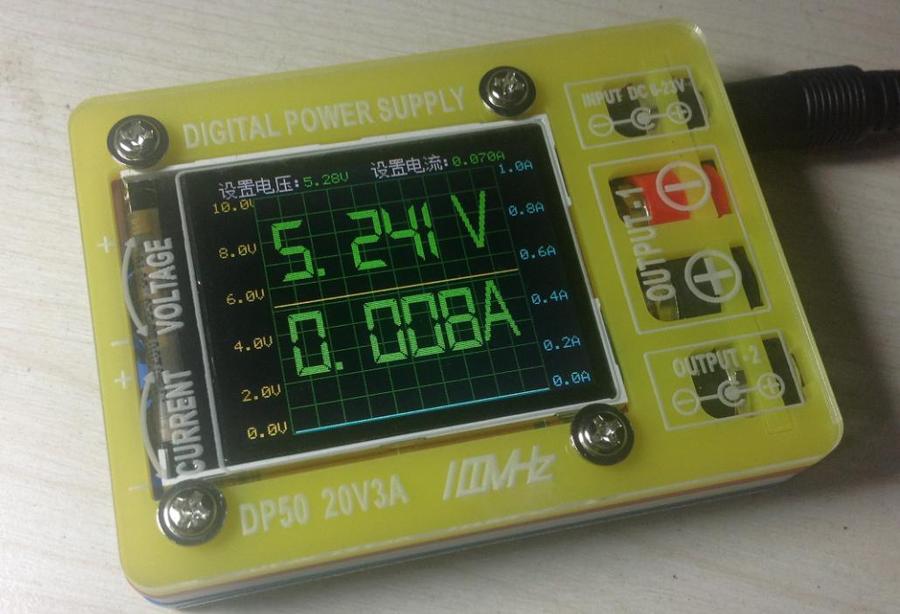 DIGITAL POWER SUPPLY
INPUT DC 6-23V
设置电压:5.28V 设置电流:0.070A
10.0V
8.0V
6.0V
4.0V
2.0V
0.0V
5.241V
0.008A
1.0A
0.8A
0.6A
0.4A
0.2A
0.0A
+ VOLTAGE -
+ CURRENT -
OUTPUT-1
- +
OUTPUT-2
- +
DP50 20V3A